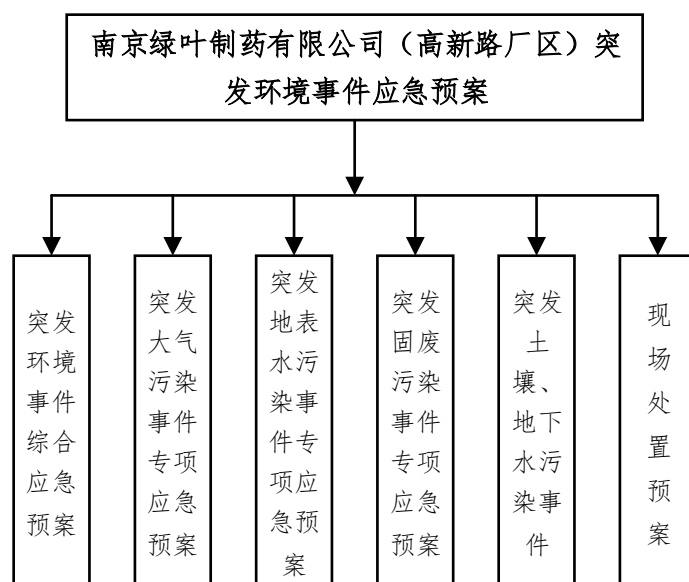 南京绿叶制药有限公司（高新路厂区）突
发环境事件应急预案
突发
环境
事件
综合
应急
预案
突发
大气
污染
事件
专项
应急
预案
突发
地表
水污
染事
件专
项应
急预
案
突发
固废
污染
事件
专项
应急
预案
突发
土
壤、
地下
水污
染事
件
现
场
处
置
预
案